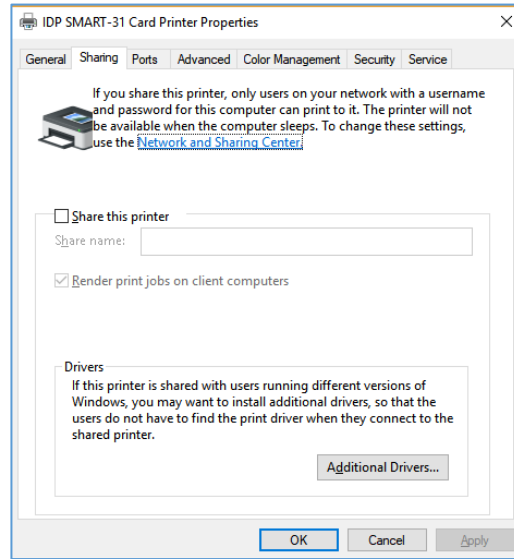 IDP SMART-31 Card Printer Properties
General Sharing Ports Advanced Color Management Security Service
If you share this printer, only users on your network with a username
and password for this computer can print to it. The printer will not
be available when the computer sleeps. To change these settings,
use the Network and Sharing Center.
Share this printer
Share name:
Render print jobs on client computers
Drivers
If this printer is shared with users running different versions of
Windows, you may want to install additional drivers, so that the
users do not have to find the print driver when they connect to the
shared printer.
Additional Drivers...
OK Cancel Apply